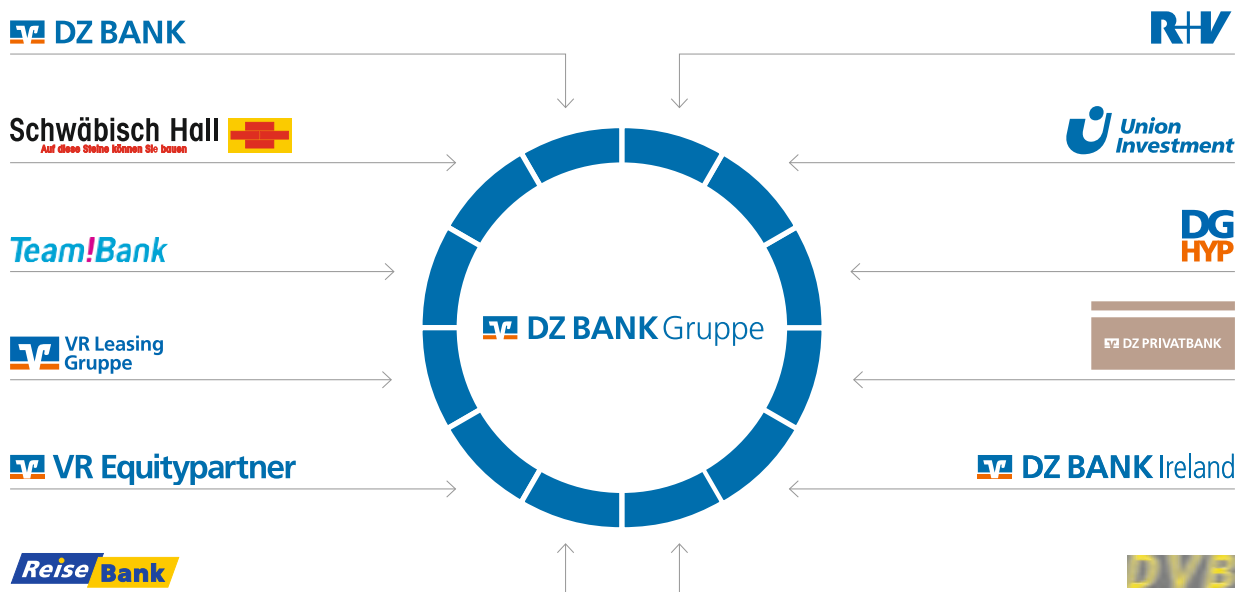 DZ BANK
R+V
Schwäbisch Hall
Auf diese Steine können Sie bauen
Union
Investment
Team!Bank
DG
HYP
VR Leasing
Gruppe
DZ BANK Gruppe
DZ PRIVATBANK
VR Equitypartner
DZ BANK Ireland
Reise Bank
DVB